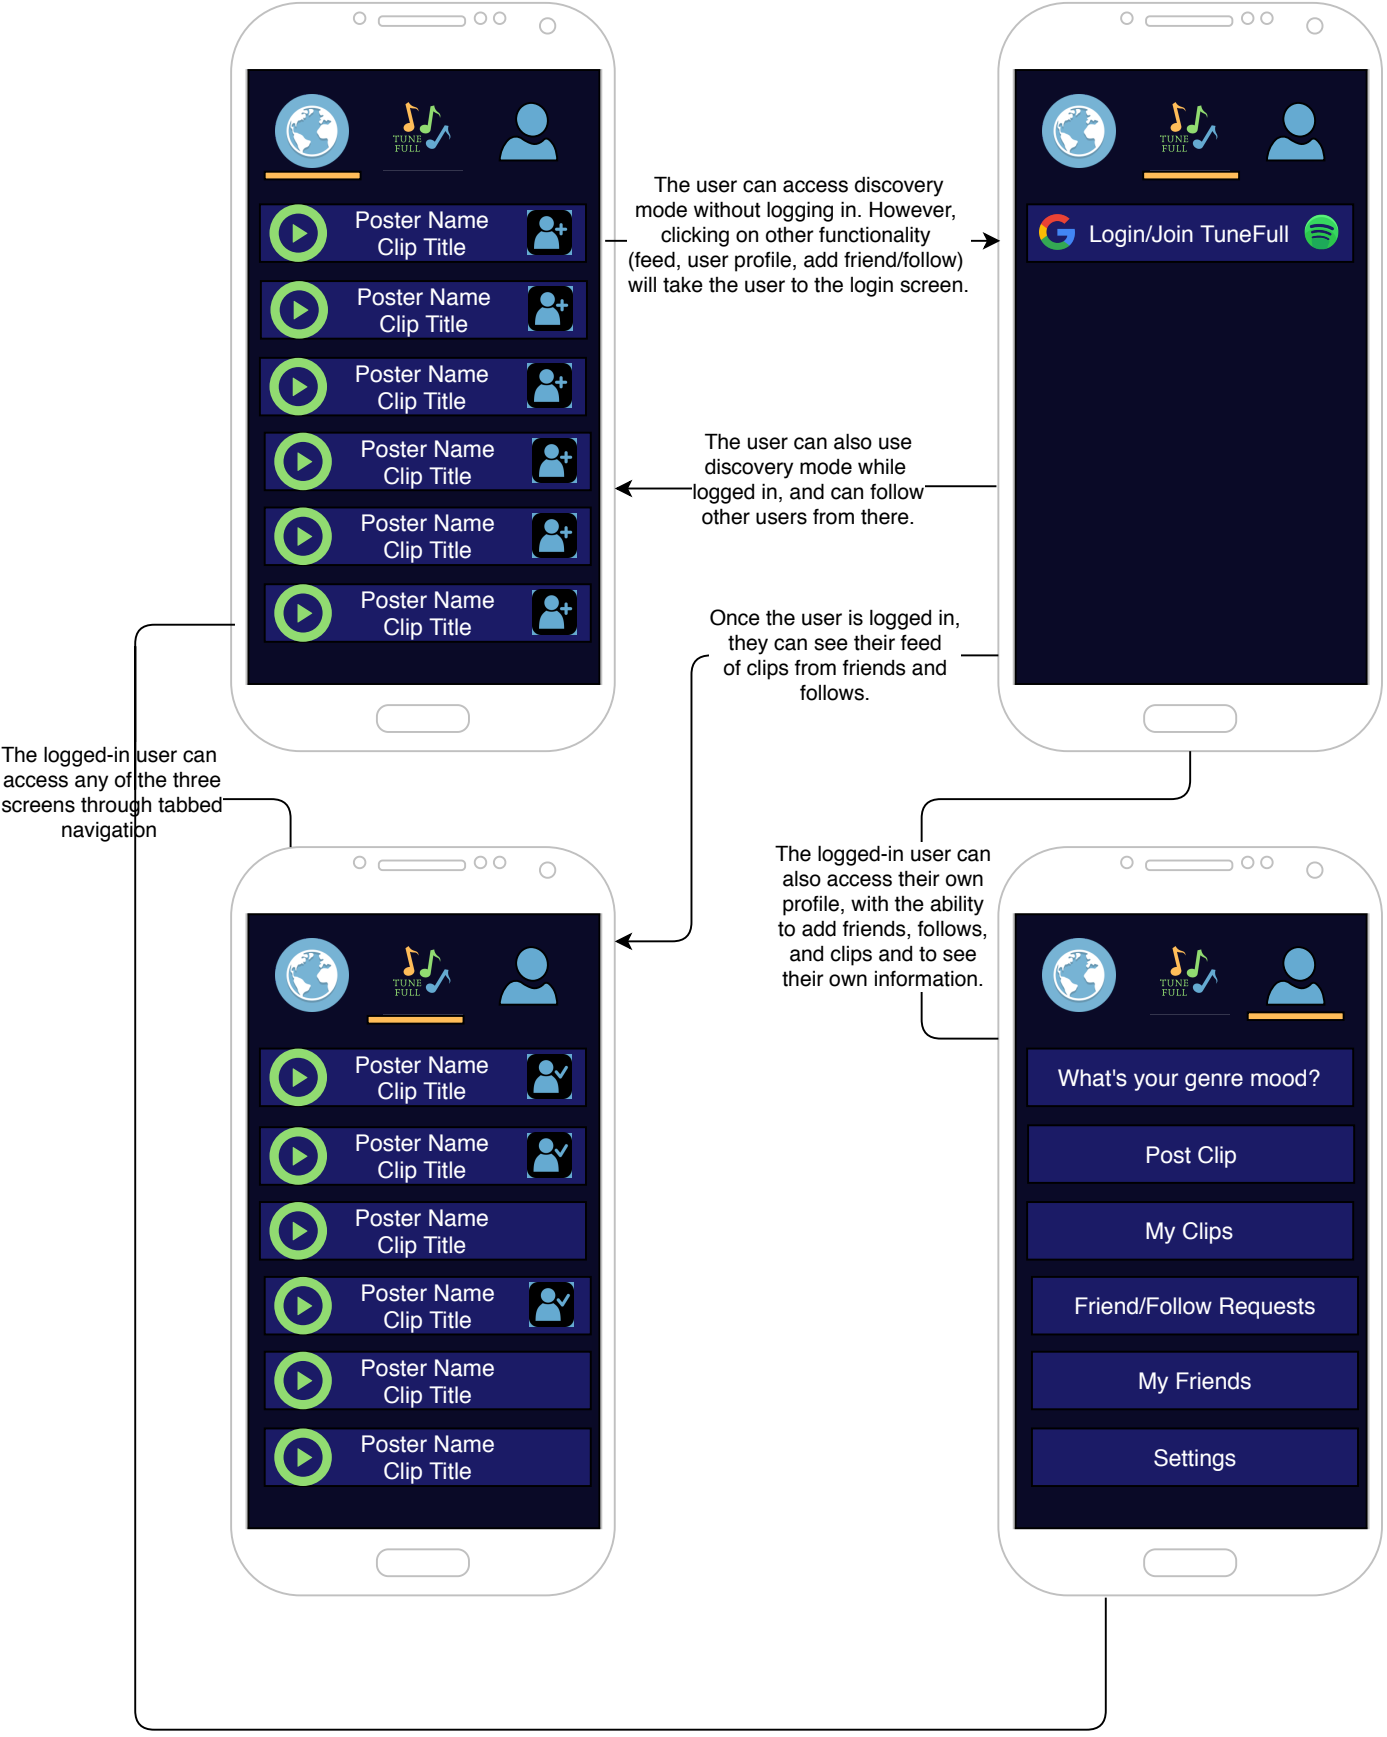 TUNE
FULL
Poster Name
Clip Title
Poster Name
Clip Title
Poster Name
Clip Title
Poster Name
Clip Title
Poster Name
Clip Title
Poster Name
Clip Title
The user can access discovery
mode without logging in. However,
clicking on other functionality
(feed, user profile, add friend/follow)
will take the user to the login screen.
TUNE
FULL
Login/Join TuneFull
The user can also use
discovery mode while
logged in, and can follow
other users from there.
Once the user is logged in,
they can see their feed
of clips from friends and
follows.
The logged-in user can
access any of the three
screens through tabbed
navigation
The logged-in user can
also access their own
profile, with the ability
to add friends, follows,
and clips and to see
their own information.
TUNE
FULL
Poster Name
Clip Title
Poster Name
Clip Title
Poster Name
Clip Title
Poster Name
Clip Title
Poster Name
Clip Title
Poster Name
Clip Title
TUNE
FULL
What's your genre mood?
Post Clip
My Clips
Friend/Follow Requests
My Friends
Settings